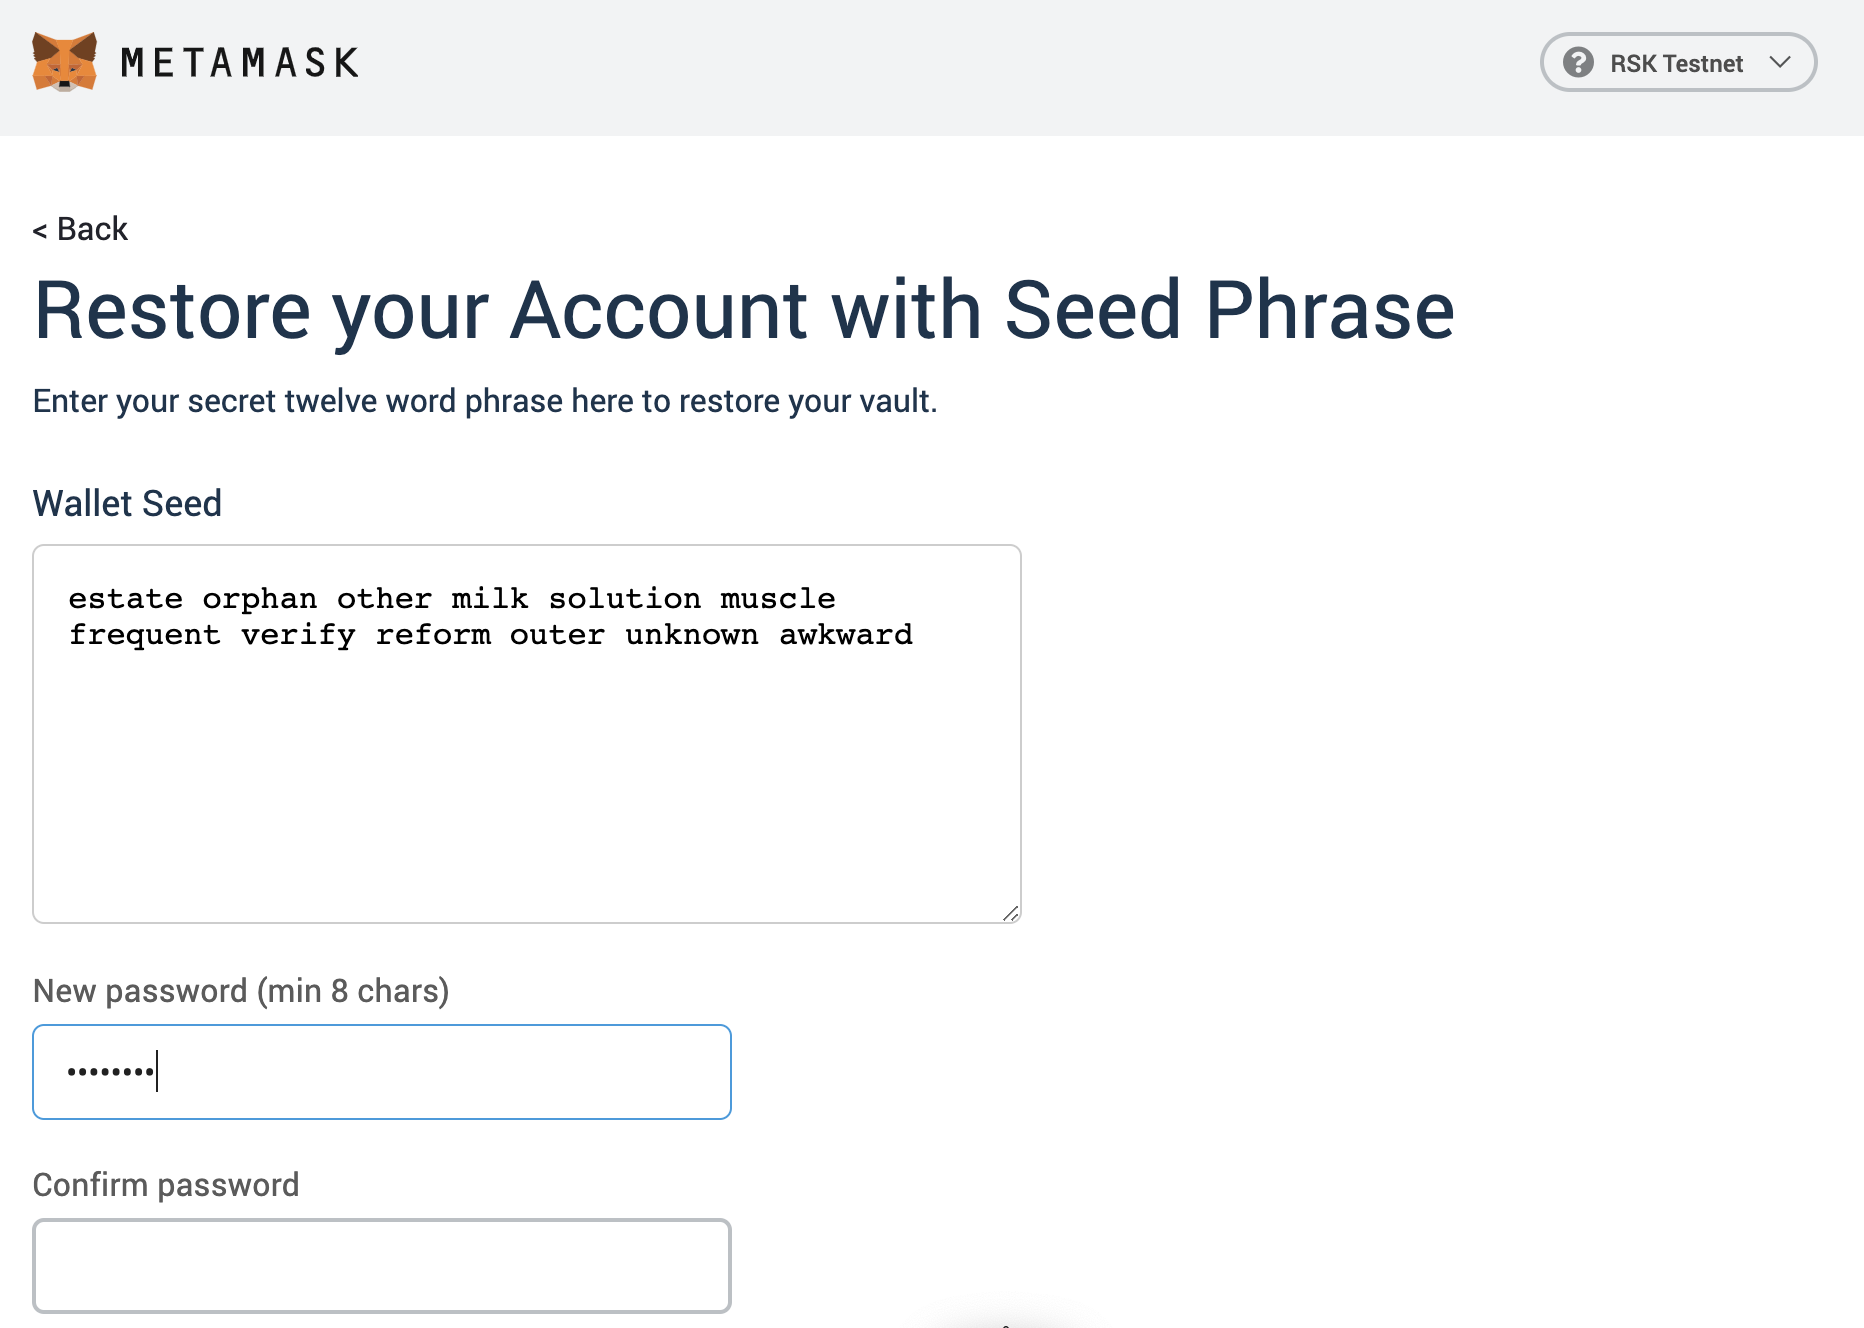 METAMASK
? RSK Testnet
< Back
Restore your Account with Seed Phrase
Enter your secret twelve word phrase here to restore your vault.
Wallet Seed
estate orphan other milk solution muscle
frequent verify reform outer unknown awkward
New password (min 8 chars)
••••••••
Confirm password